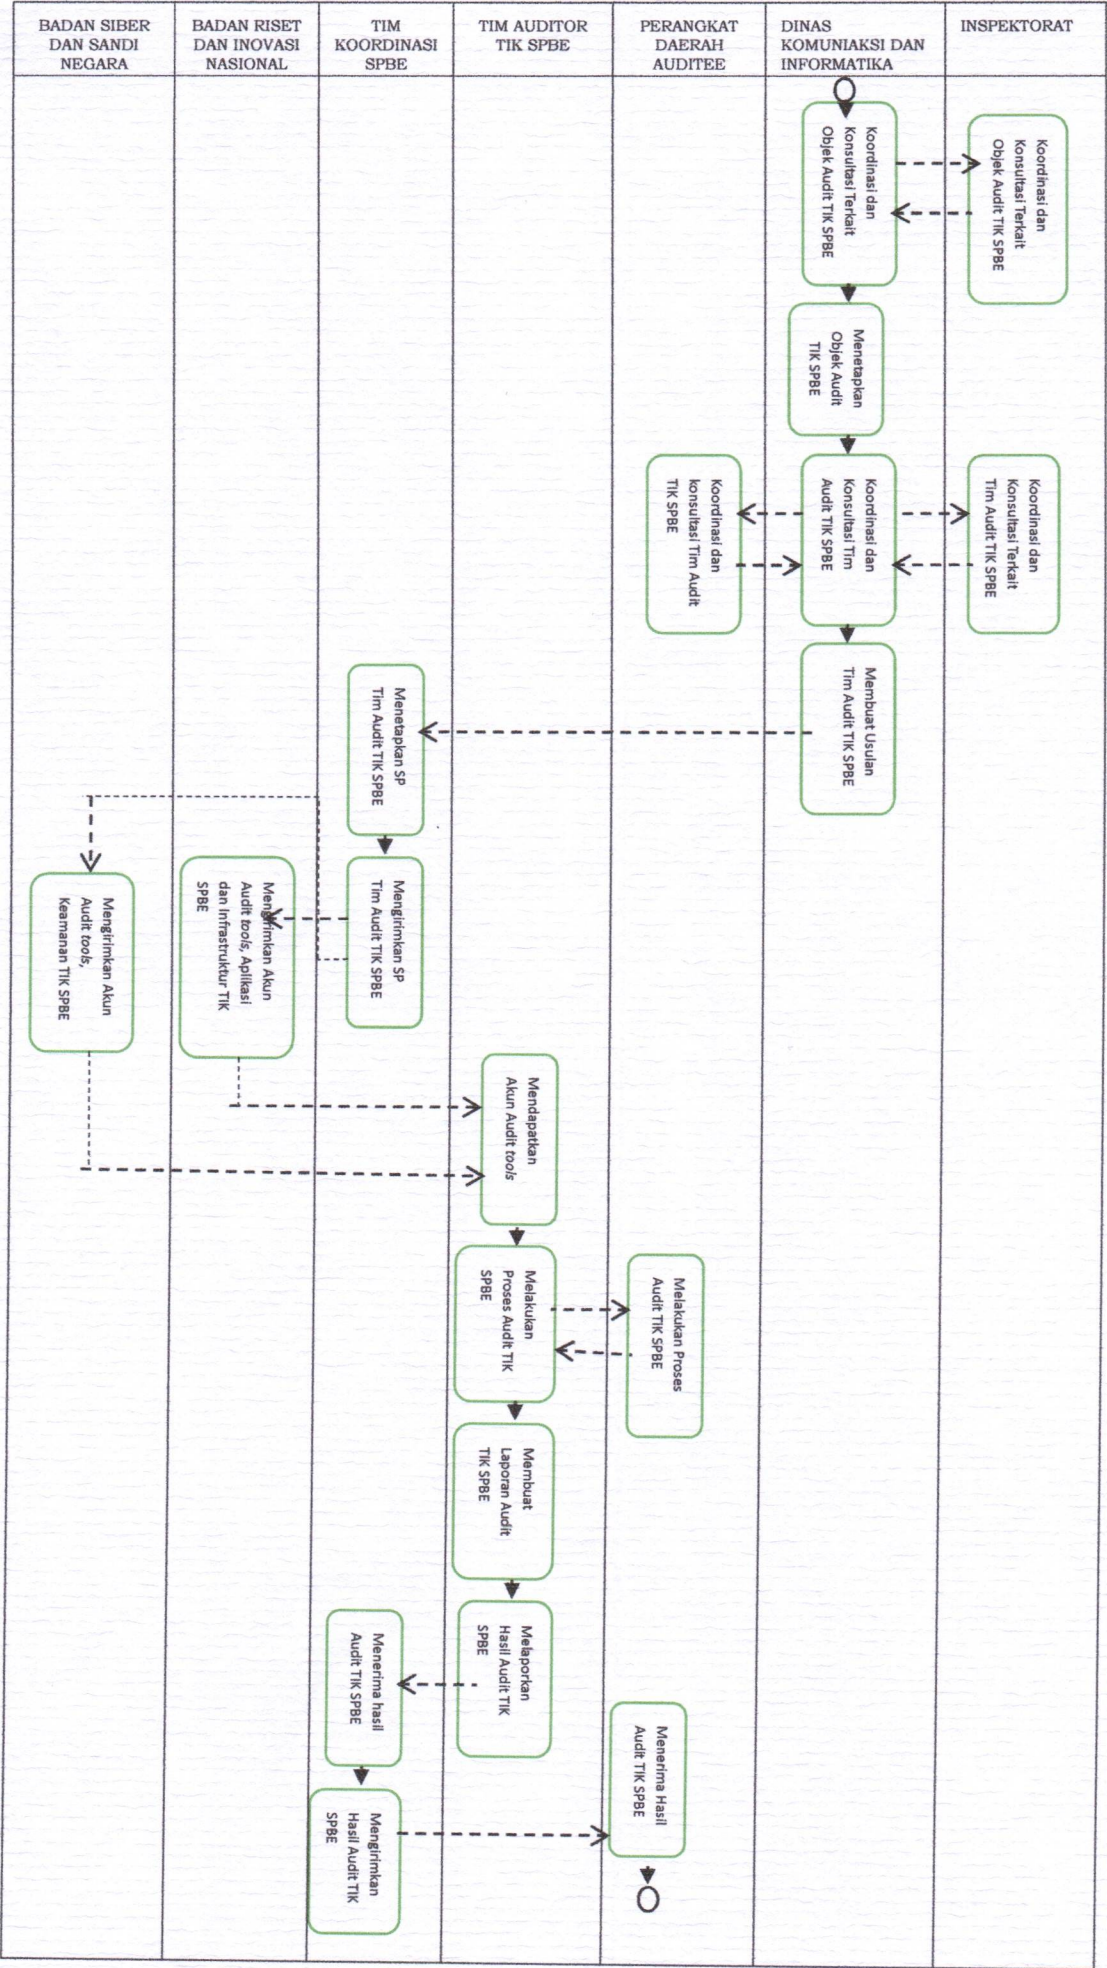 BADAN SIBER
DAN SANDI
NEGARA
BADAN RISET
DAN INOVASI
NASIONAL
TIM
KOORDINASI
SPBE
TIM AUDITOR
TIK SPBE
PERANGKAT
DAERAH
AUDITEE
DINAS
KOMUNIAKSI DAN
INFORMATIKA
INSPEKTORAT
Koordinasi dan
Konsultasi Terkait
Objek Audit TIK SPBE
Koordinasi dan
Konsultasi Terkait
Objek Audit TIK SPBE
Menetapkan
Objek Audit
TIK SPBE
Koordinasi dan
konsultasi Tim Audit
TIK SPBE
Koordinasi dan
Konsultasi Tim
Audit TIK SPBE
Koordinasi dan
Konsultasi Terkait
Tim Audit TIK SPBE
Membuat Usulan
Tim Audit TIK SPBE
Menetapkan SP
Tim Audit TIK SPBE
Mengirimkan SP
Tim Audit TIK SPBE
Mengirimkan Akun
Audit tools, Aplikasi
dan Infrastruktur TIK
SPBE
Mengirimkan Akun
Audit tools,
Keamanan TIK SPBE
Mendapatkan
Akun Audit tools
Melakukan
Proses Audit TIK
SPBE
Melakukan Proses
Audit TIK SPBE
Membuat
Laporan Audit
TIK SPBE
Melaporkan
Hasil Audit TIK
SPBE
Menerima hasil
Audit TIK SPBE
Mengirimkan
Hasil Audit TIK
SPBE
Menerima Hasil
Audit TIK SPBE